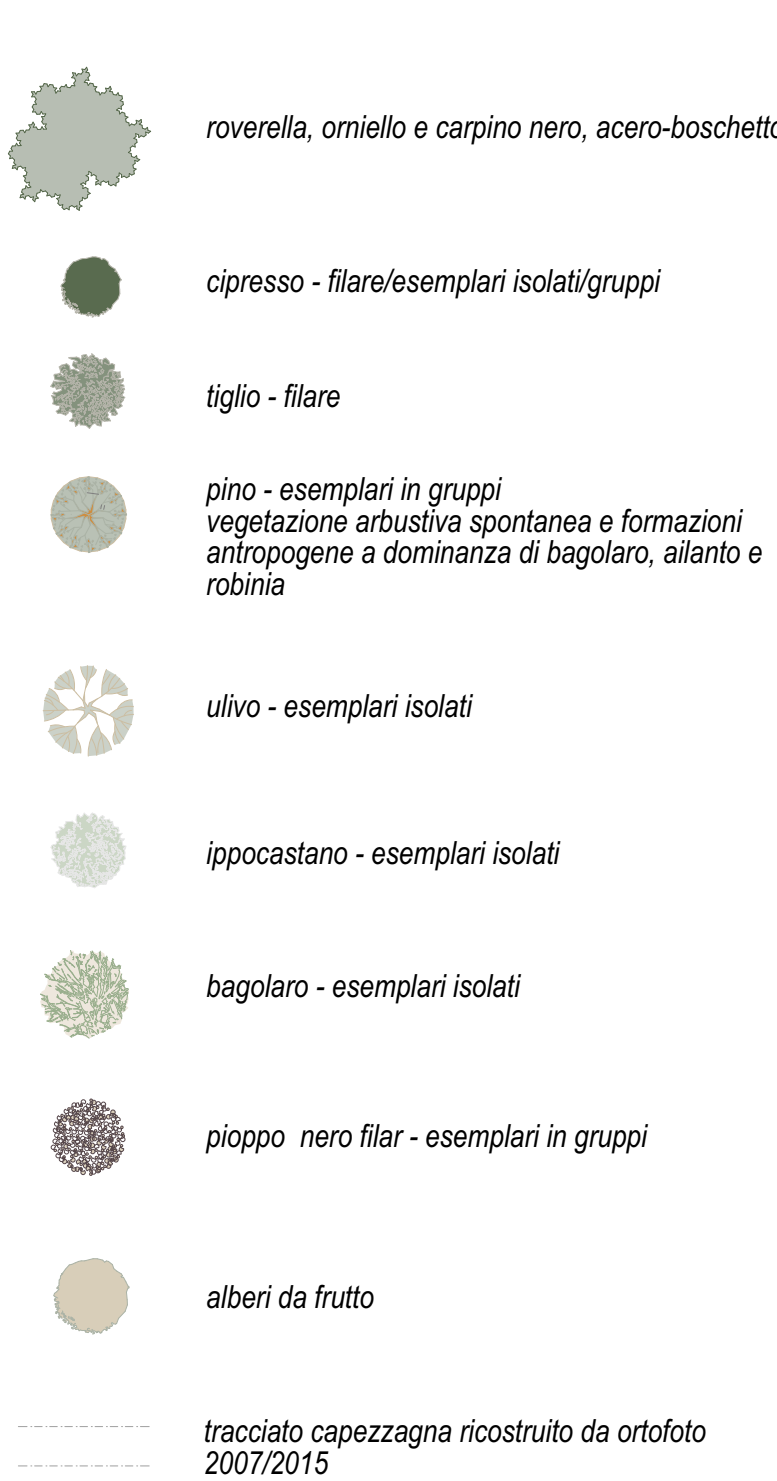 roverella, orniello e carpino nero, acero-boschetto
cipresso - filare/esemplari isolati/gruppi
tiglio - filare
pino - esemplari in gruppi
vegetazione arbustiva spontanea e formazioni
antropogene a dominanza di bagolaro, ailanto e
robinia
ulivo - esemplari isolati
ippocastano - esemplari isolati
bagolaro - esemplari isolati
pioppo  nero filar - esemplari in gruppi
alberi da frutto
tracciato capezzagna ricostruito da ortofoto
2007/2015